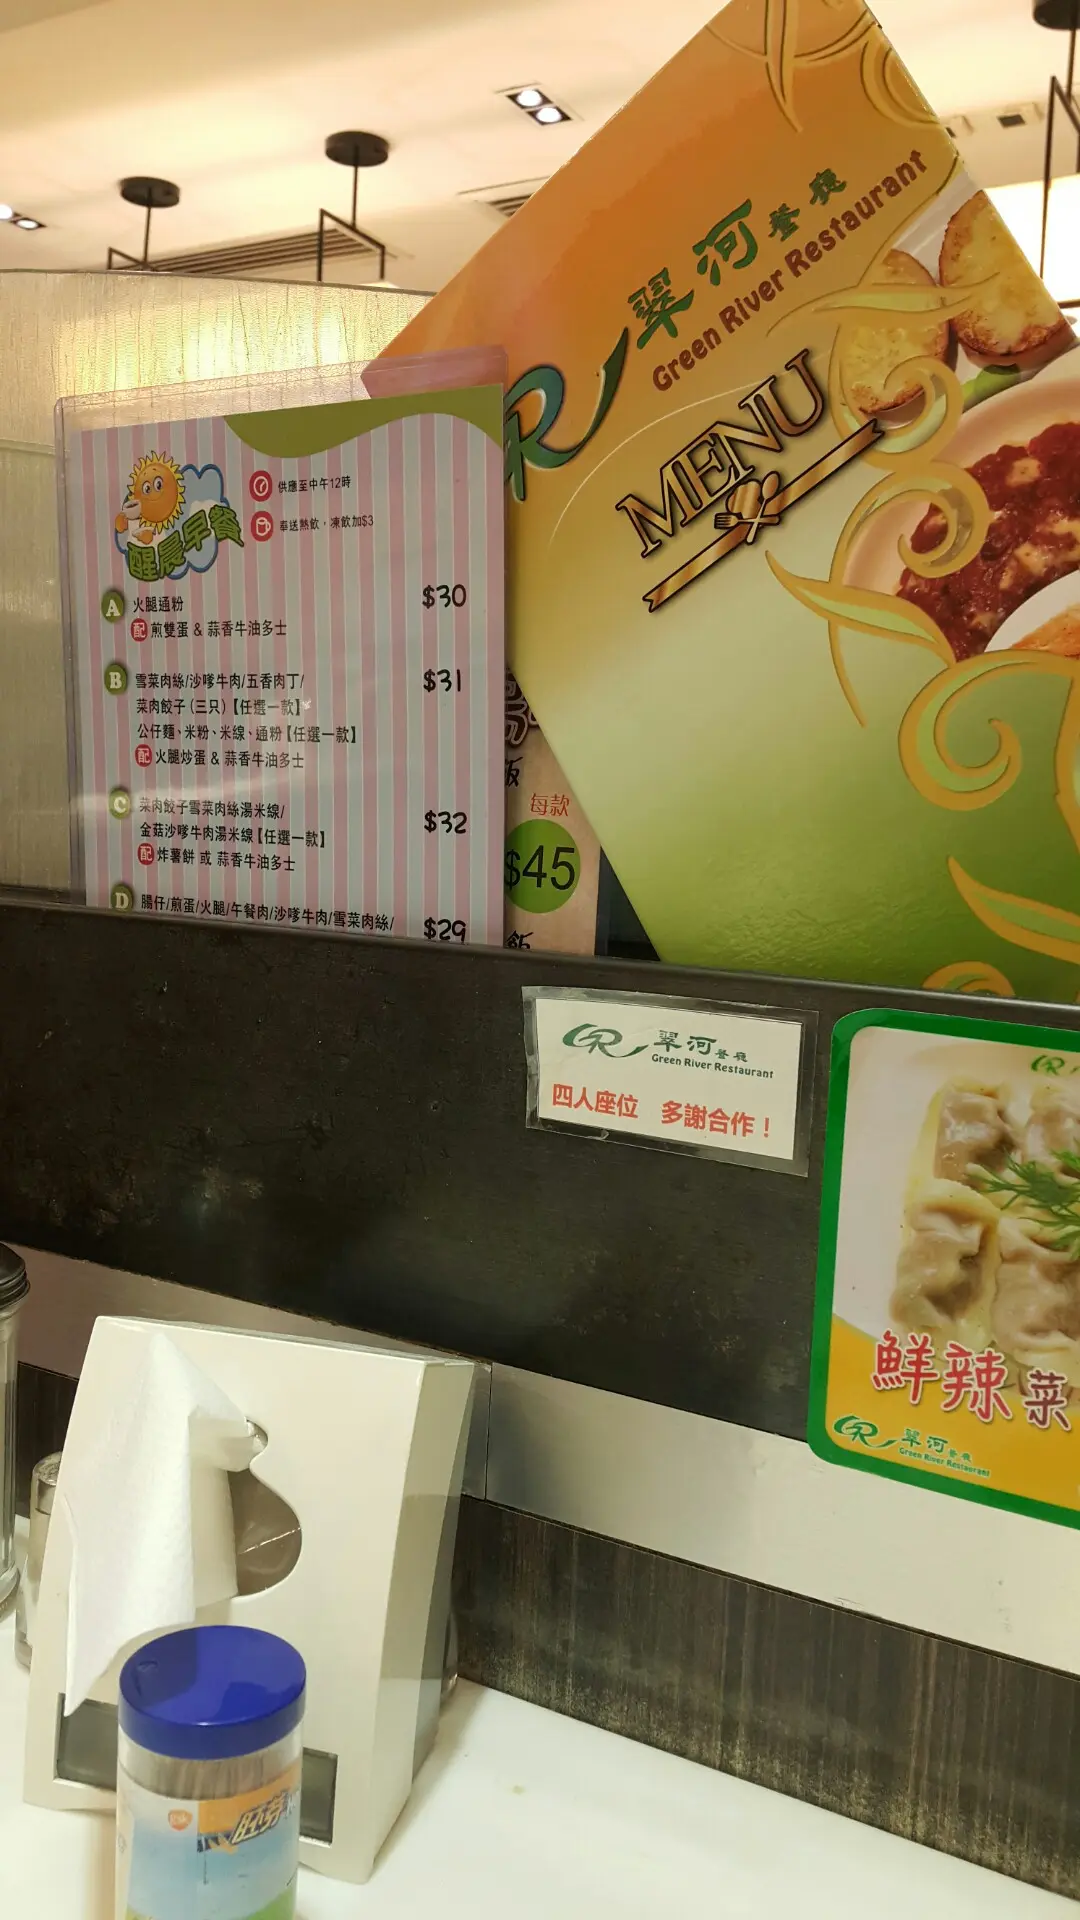 翠河餐廳
Green River Restaurant
MENU
醒晨早餐
供應至中午12時
奉送熱飲，凍飲加$3
A 火腿通粉 $30
配 煎雙蛋 & 蒜香牛油多士
B 雪菜肉絲/沙嗲牛肉/五香肉丁/ $31
菜肉餃子(三只)【任選一款】
公仔麵、米粉、米線、通粉【任選一款】
配 火腿炒蛋 & 蒜香牛油多士
C 菜肉餃子雪菜肉絲湯米線/ $32
金菇沙嗲牛肉湯米線【任選一款】
配 炸薯餅 或 蒜香牛油多士
D 腸仔/煎蛋/火腿/午餐肉/沙嗲牛肉/雪菜肉絲/ $29
飯
每款
$45
飯
GR 翠河餐廳
Green River Restaurant
四人座位 多謝合作！
鮮辣菜
GR 翠河餐廳
Green River Restaurant
gsk